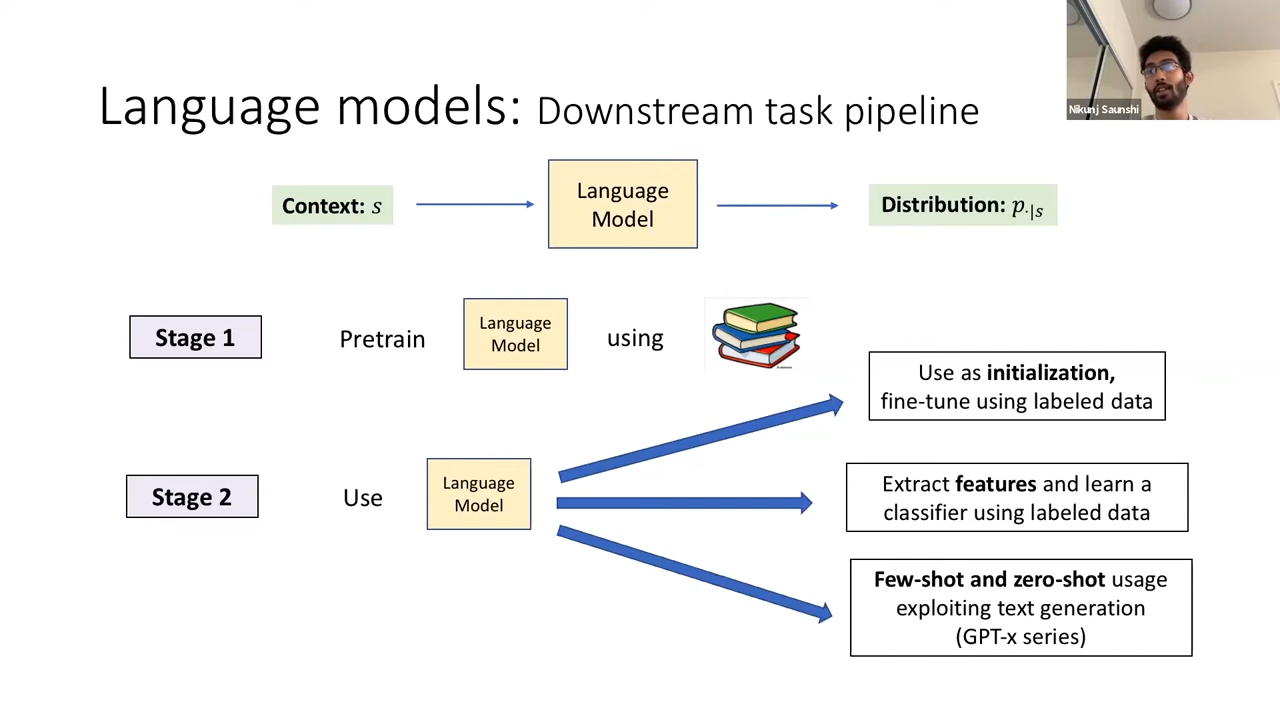 Nikunj Saunshi
Language models: Downstream task pipeline
Context: s
Language
Model
Distribution: p·|s
Stage 1
Pretrain
Language
Model
using
Use as initialization,
fine-tune using labeled data
Stage 2
Use
Language
Model
Extract features and learn a
classifier using labeled data
Few-shot and zero-shot usage
exploiting text generation
(GPT-x series)